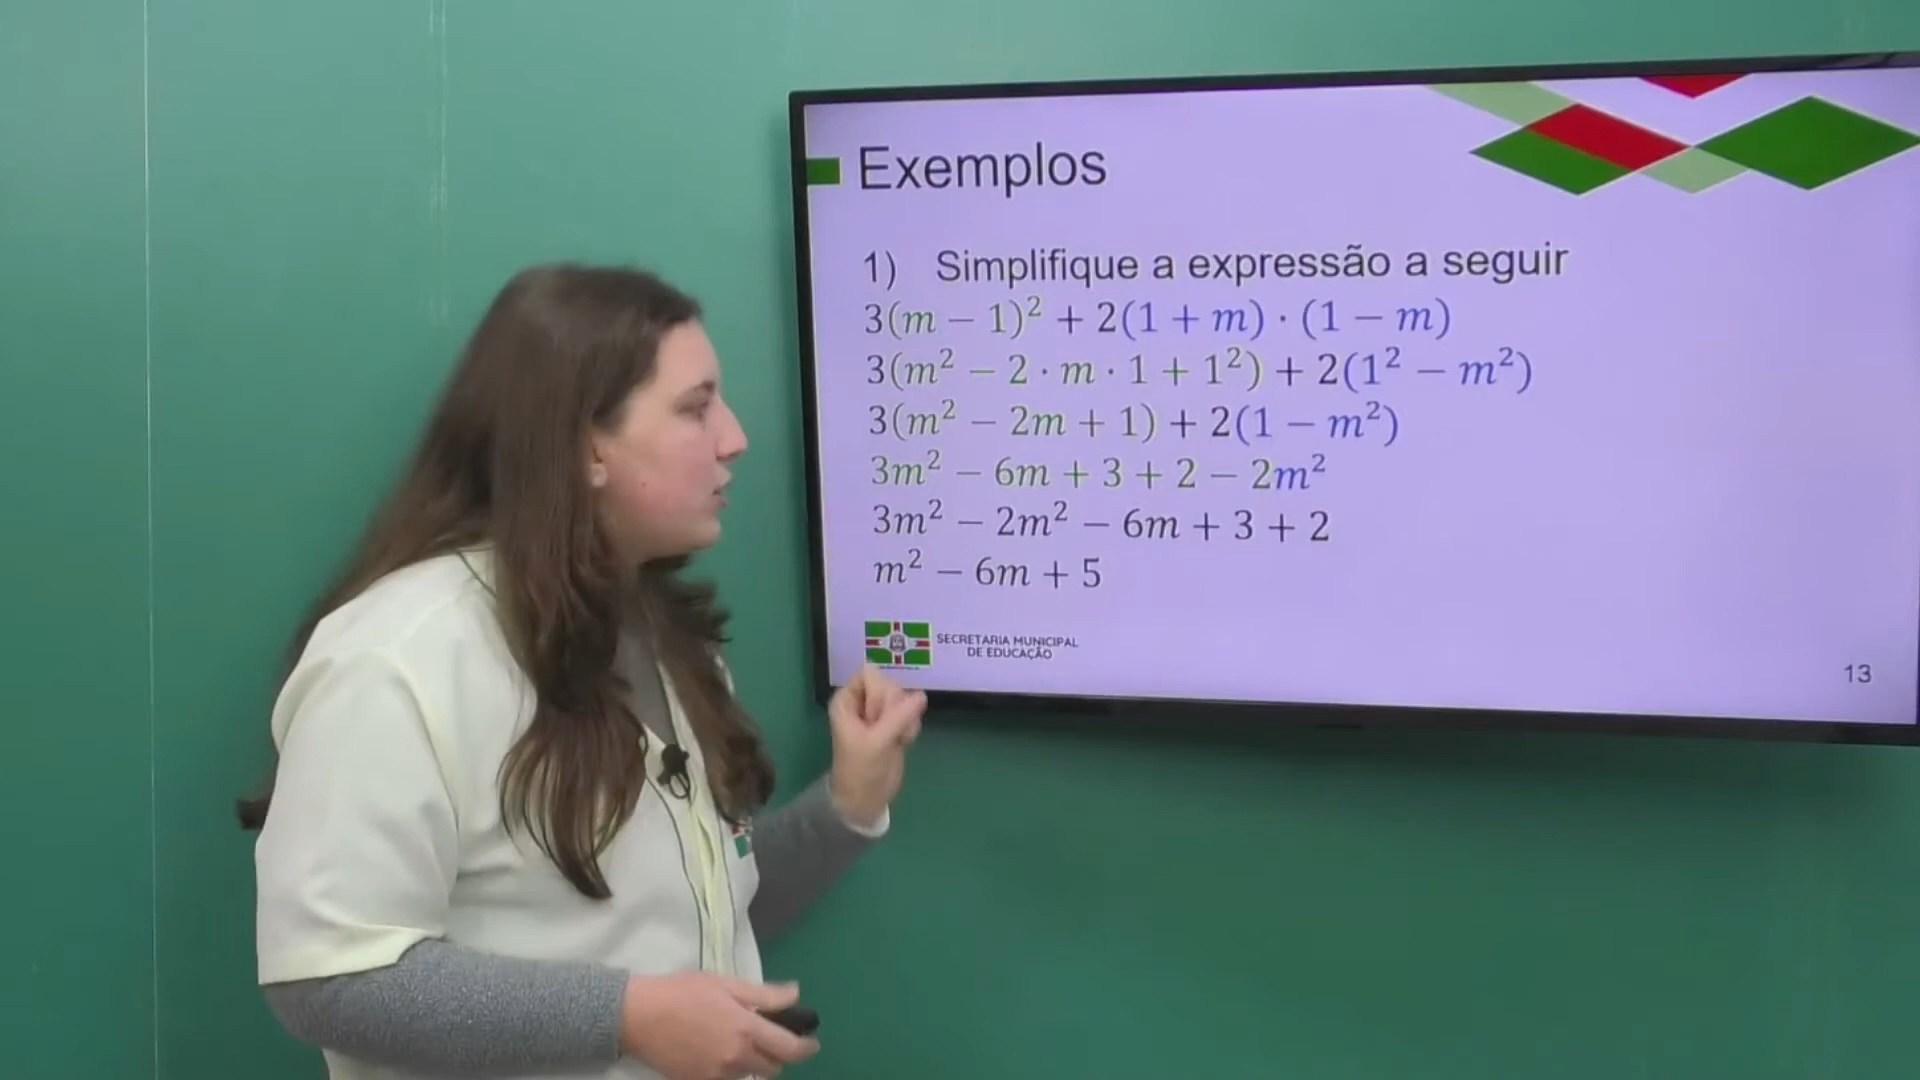 Exemplos
1) Simplifique a expressão a seguir
3(m − 1)² + 2(1 + m) · (1 − m)
3(m² − 2 · m · 1 + 1²) + 2(1² − m²)
3(m² − 2m + 1) + 2(1 − m²)
3m² − 6m + 3 + 2 − 2m²
3m² − 2m² − 6m + 3 + 2
m² − 6m + 5
SECRETARIA MUNICIPAL
DE EDUCAÇÃO
13